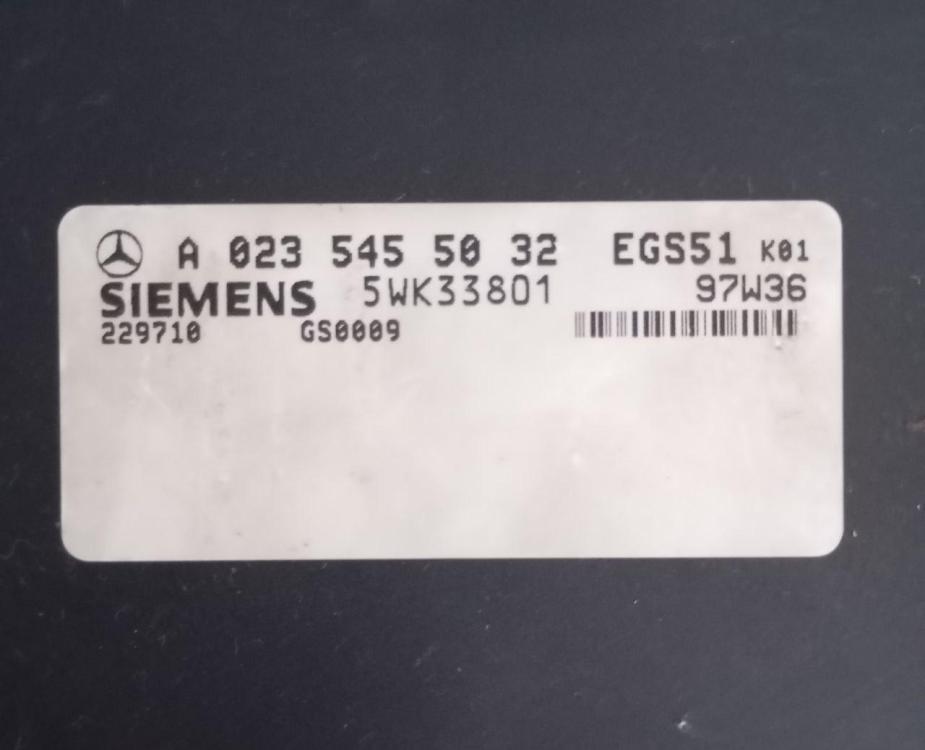 A 023 545 50 32 EGS51 K01
SIEMENS 5WK33801 97W36
229710 GS0009